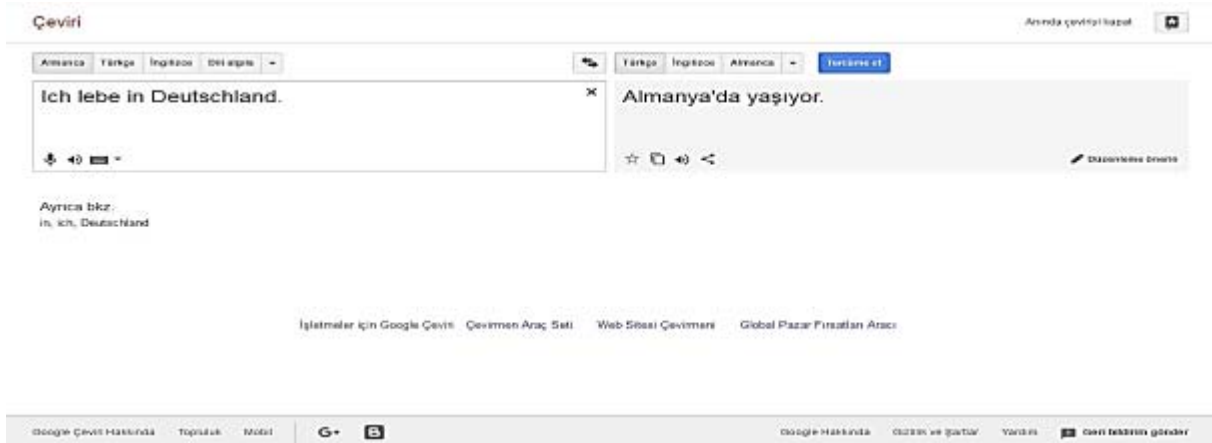 Çeviri Anında çeviriyi kapat
Almanca Türkçe İngilizce Dili algıla Türkçe İngilizce Almanca Tercüme et
Ich lebe in Deutschland. Almanya'da yaşıyor.
Düzenleme öneris
Ayrıca bkz.
in, ich, Deutschland
İşletmeler için Google Çeviri Çevirmen Araç Seti Web Sitesi Çevirmeni Global Pazar Fırsatları Aracı
Google Çeviri Hakkında Topluluk Mobil G+ B Google Hakkında Gizlilik ve Şartlar Yardım Geri bildirim gönder